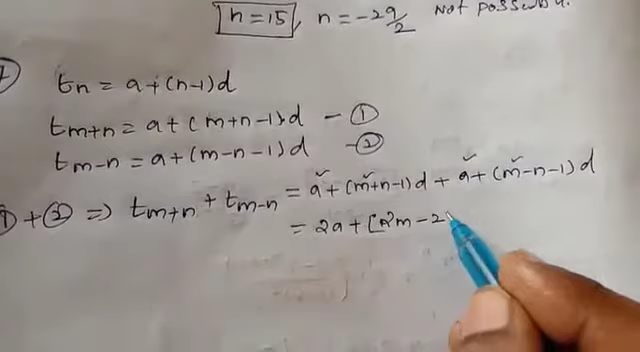 n=15, n=-29/2 Not possible.
tn = a+(n-1)d
tm+n = a+(m+n-1)d - ①
tm-n = a+(m-n-1)d - ②
①+② ⇒ tm+n + tm-n = a+(m+n-1)d + a+(m-n-1)d
= 2a+[2m-2